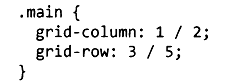 .main {
  grid-column: 1 / 2;
  grid-row: 3 / 5;
}